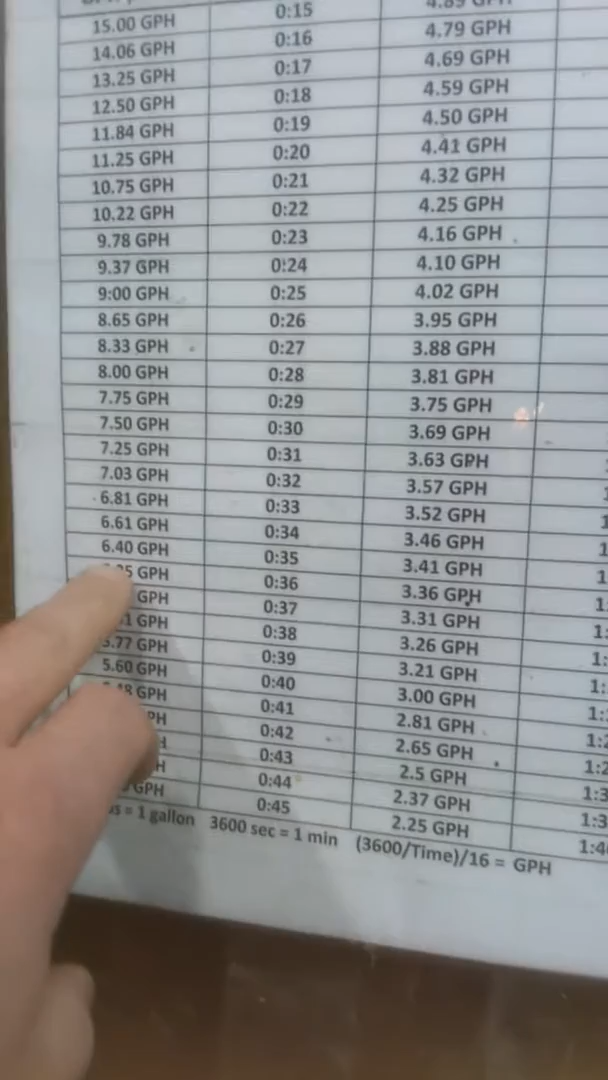 15.00 GPH 0:15 4.89 GPH
14.06 GPH 0:16 4.79 GPH
13.25 GPH 0:17 4.69 GPH
12.50 GPH 0:18 4.59 GPH
11.84 GPH 0:19 4.50 GPH
11.25 GPH 0:20 4.41 GPH
10.75 GPH 0:21 4.32 GPH
10.22 GPH 0:22 4.25 GPH
9.78 GPH 0:23 4.16 GPH
9.37 GPH 0:24 4.10 GPH
9:00 GPH 0:25 4.02 GPH
8.65 GPH 0:26 3.95 GPH
8.33 GPH 0:27 3.88 GPH
8.00 GPH 0:28 3.81 GPH
7.75 GPH 0:29 3.75 GPH
7.50 GPH 0:30 3.69 GPH
7.25 GPH 0:31 3.63 GPH
7.03 GPH 0:32 3.57 GPH
6.81 GPH 0:33 3.52 GPH
6.61 GPH 0:34 3.46 GPH
6.40 GPH 0:35 3.41 GPH
GPH 0:36 3.36 GPH
GPH 0:37 3.31 GPH
GPH 0:38 3.26 GPH
5.77 GPH 0:39 3.21 GPH
5.60 GPH 0:40 3.00 GPH
GPH 0:41 2.81 GPH
0:42 2.65 GPH
0:43 2.5 GPH
0:44 2.37 GPH
GPH 0:45 2.25 GPH
= 1 gallon 3600 sec = 1 min (3600/Time)/16 = GPH